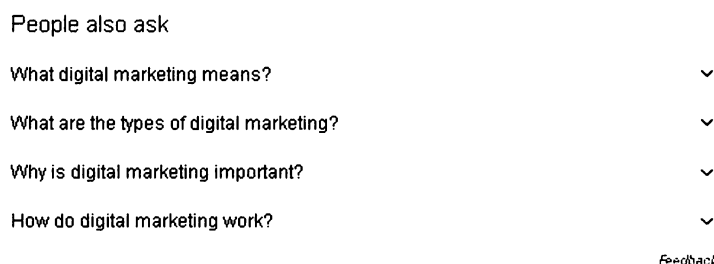 People also ask
What digital marketing means?
What are the types of digital marketing?
Why is digital marketing important?
How do digital marketing work?
Feedback